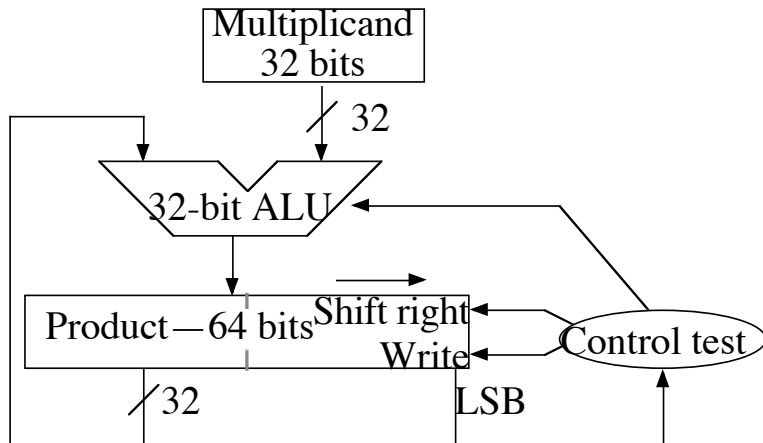 Multiplicand
32 bits
32
32-bit ALU
Product—64 bits
Shift right
Write
Control test
32
LSB